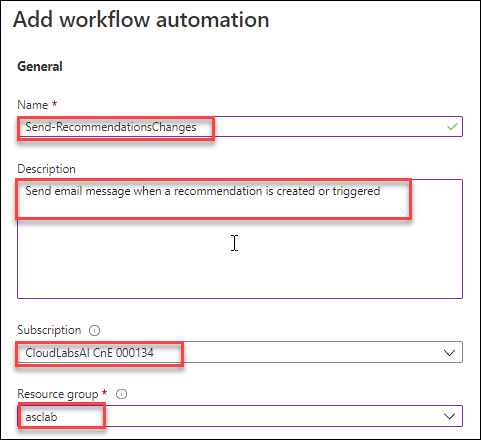 Add workflow automation
General
Name *
Send-RecommendationsChanges
Description
Send email message when a recommendation is created or triggered
Subscription
CloudLabsAI CnE 000134
Resource group *
asclab